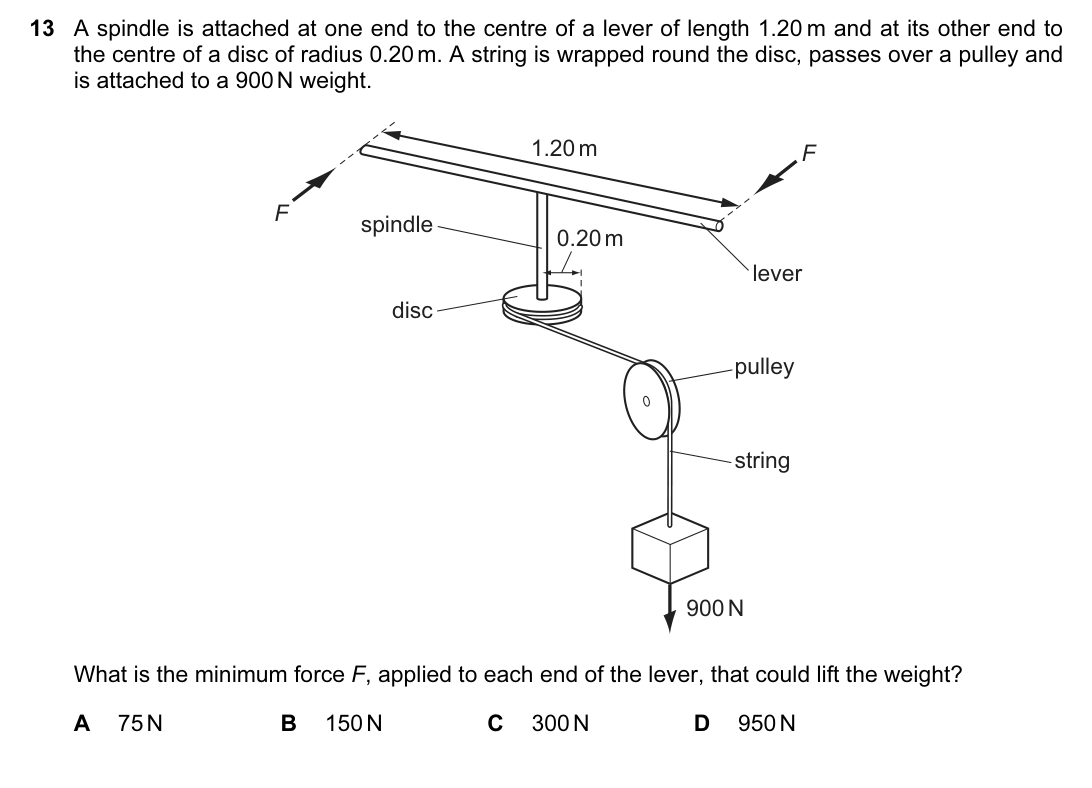 13 A spindle is attached at one end to the centre of a lever of length 1.20 m and at its other end to
the centre of a disc of radius 0.20 m. A string is wrapped round the disc, passes over a pulley and
is attached to a 900 N weight.
1.20 m
F
F
spindle
0.20 m
lever
disc
pulley
string
900 N
What is the minimum force F, applied to each end of the lever, that could lift the weight?
A 75 N B 150 N C 300 N D 950 N